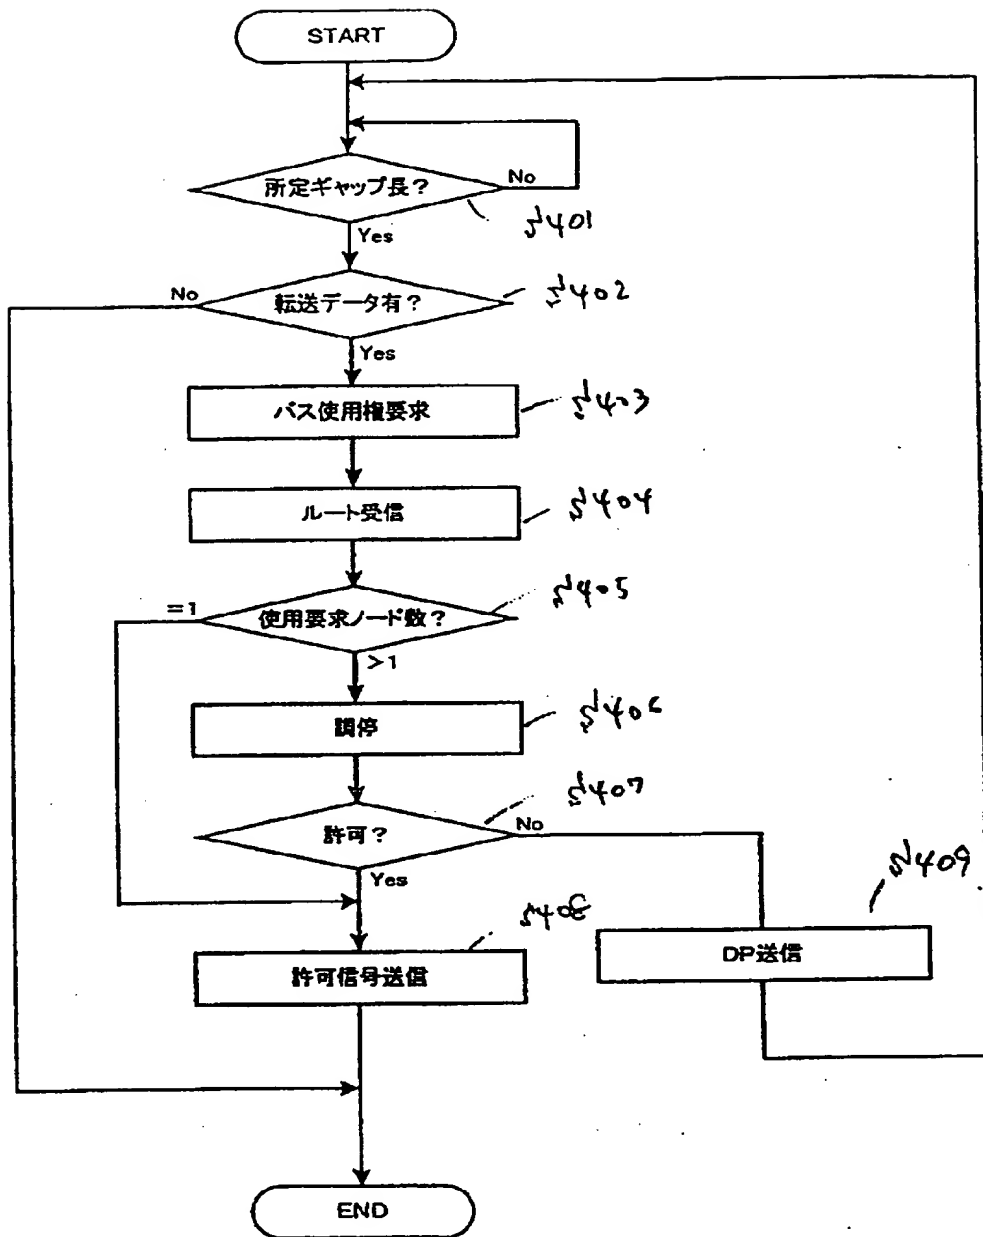 START
所定ギャップ長?
No
S401
Yes
No
転送データ有?
S402
Yes
バス使用権要求
S403
ルート受信
S404
=1
使用要求ノード数?
S405
>1
調停
S406
許可?
No
S407
Yes
S408
S409
許可信号送信
DP送信
END